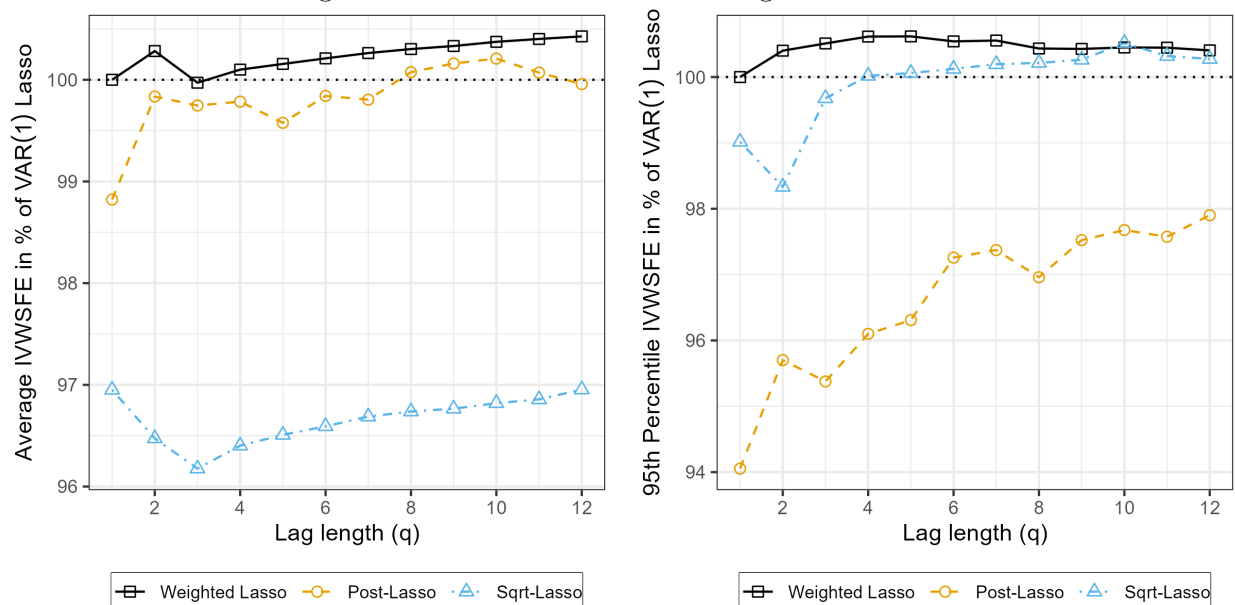 Average IVWSFE in % of VAR(1) Lasso
100
99
98
97
96
2 4 6 8 10 12
Lag length (q)
Weighted Lasso Post-Lasso Sqrt-Lasso
95th Percentile IVWSFE in % of VAR(1) Lasso
100
98
96
94
2 4 6 8 10 12
Lag length (q)
Weighted Lasso Post-Lasso Sqrt-Lasso